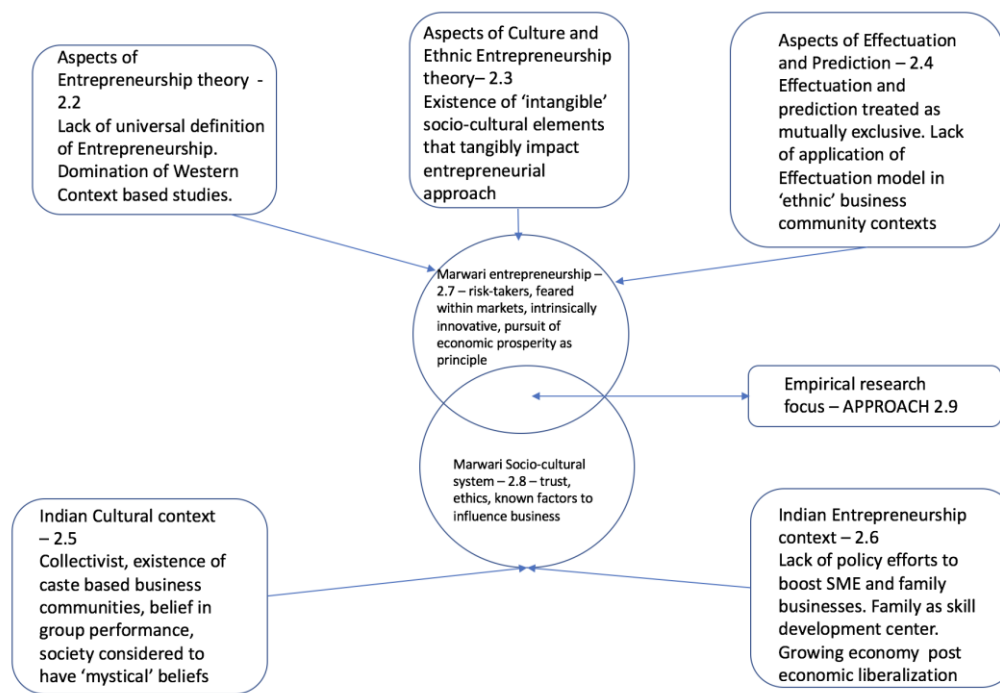 Aspects of
Entrepreneurship theory -
2.2
Lack of universal definition
of Entrepreneurship.
Domination of Western
Context based studies.
Aspects of Culture and
Ethnic Entrepreneurship
theory– 2.3
Existence of ‘intangible’
socio-cultural elements
that tangibly impact
entrepreneurial
approach
Aspects of Effectuation
and Prediction – 2.4
Effectuation and
prediction treated as
mutually exclusive. Lack
of application of
Effectuation model in
‘ethnic’ business
community contexts
Marwari entrepreneurship –
2.7 – risk-takers, feared
within markets, intrinsically
innovative, pursuit of
economic prosperity as
principle
Empirical research
focus – APPROACH 2.9
Marwari Socio-cultural
system – 2.8 – trust,
ethics, known factors to
influence business
Indian Cultural context
– 2.5
Collectivist, existence of
caste based business
communities, belief in
group performance,
society considered to
have ‘mystical’ beliefs
Indian Entrepreneurship
context – 2.6
Lack of policy efforts to
boost SME and family
businesses. Family as skill
development center.
Growing economy post
economic liberalization